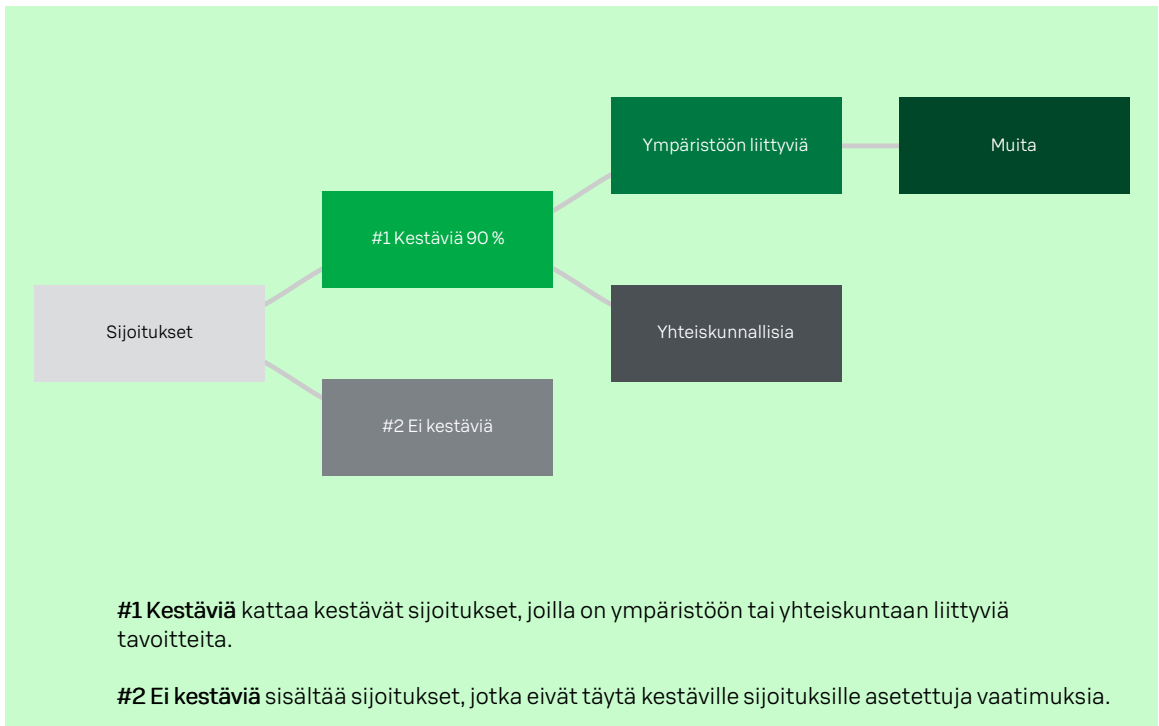 Ympäristöön liittyviä
Muita
#1 Kestäviä 90 %
Sijoitukset
Yhteiskunnallisia
#2 Ei kestäviä
#1 Kestäviä kattaa kestävät sijoitukset, joilla on ympäristöön tai yhteiskuntaan liittyviä
tavoitteita.
#2 Ei kestäviä sisältää sijoitukset, jotka eivät täytä kestäville sijoituksille asetettuja vaatimuksia.